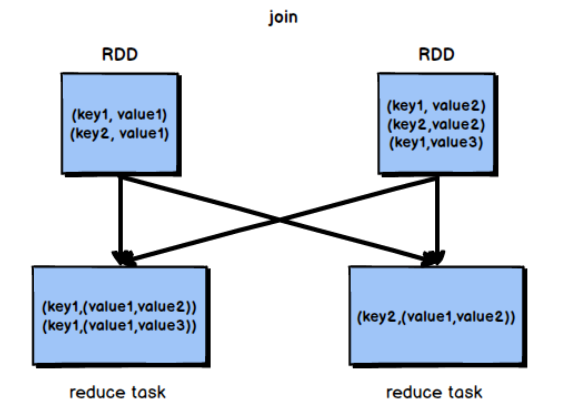 join
RDD
RDD
(key1, value1)
(key2, value1)
(key1, value2)
(key2,value2)
(key1,value3)
(key1,(value1,value2))
(key1,(value1,value3))
(key2,(value1,value2))
reduce task
reduce task